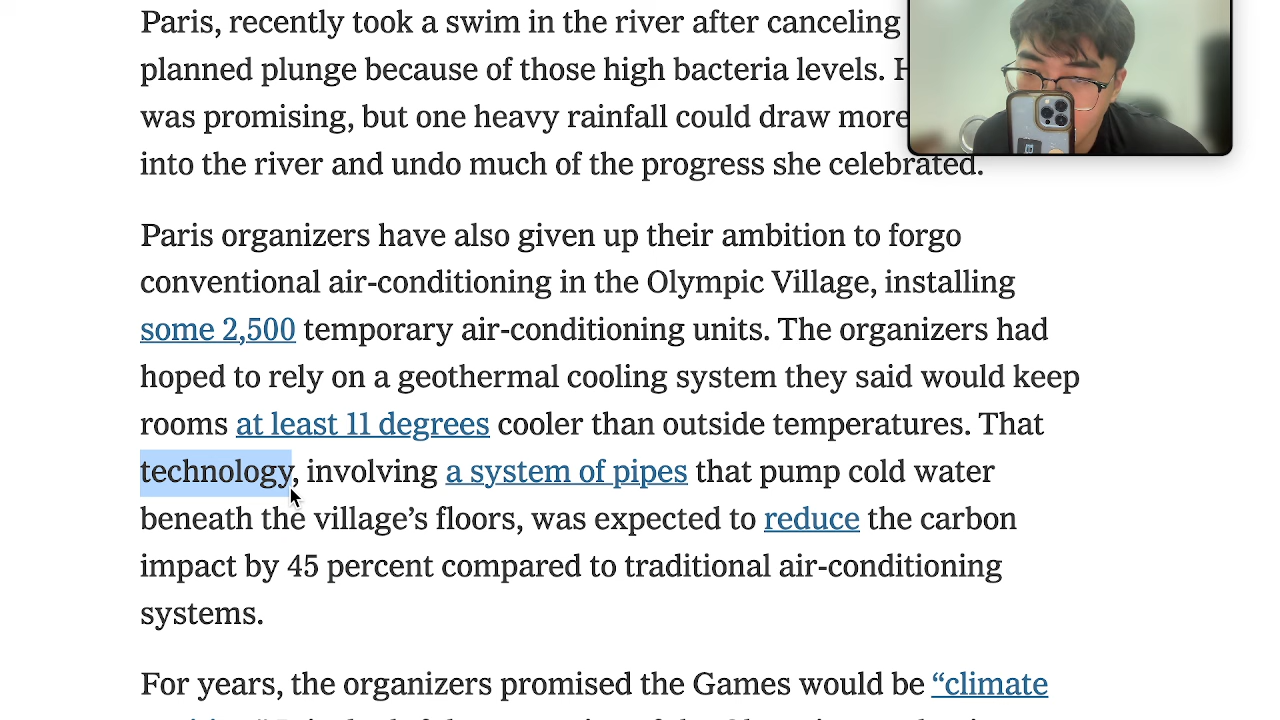 Paris, recently took a swim in the river after canceling
planned plunge because of those high bacteria levels.
was promising, but one heavy rainfall could draw more
into the river and undo much of the progress she celebrated.
Paris organizers have also given up their ambition to forgo
conventional air-conditioning in the Olympic Village, installing
some 2,500 temporary air-conditioning units. The organizers had
hoped to rely on a geothermal cooling system they said would keep
rooms at least 11 degrees cooler than outside temperatures. That
technology, involving a system of pipes that pump cold water
beneath the village’s floors, was expected to reduce the carbon
impact by 45 percent compared to traditional air-conditioning
systems.
For years, the organizers promised the Games would be “climate